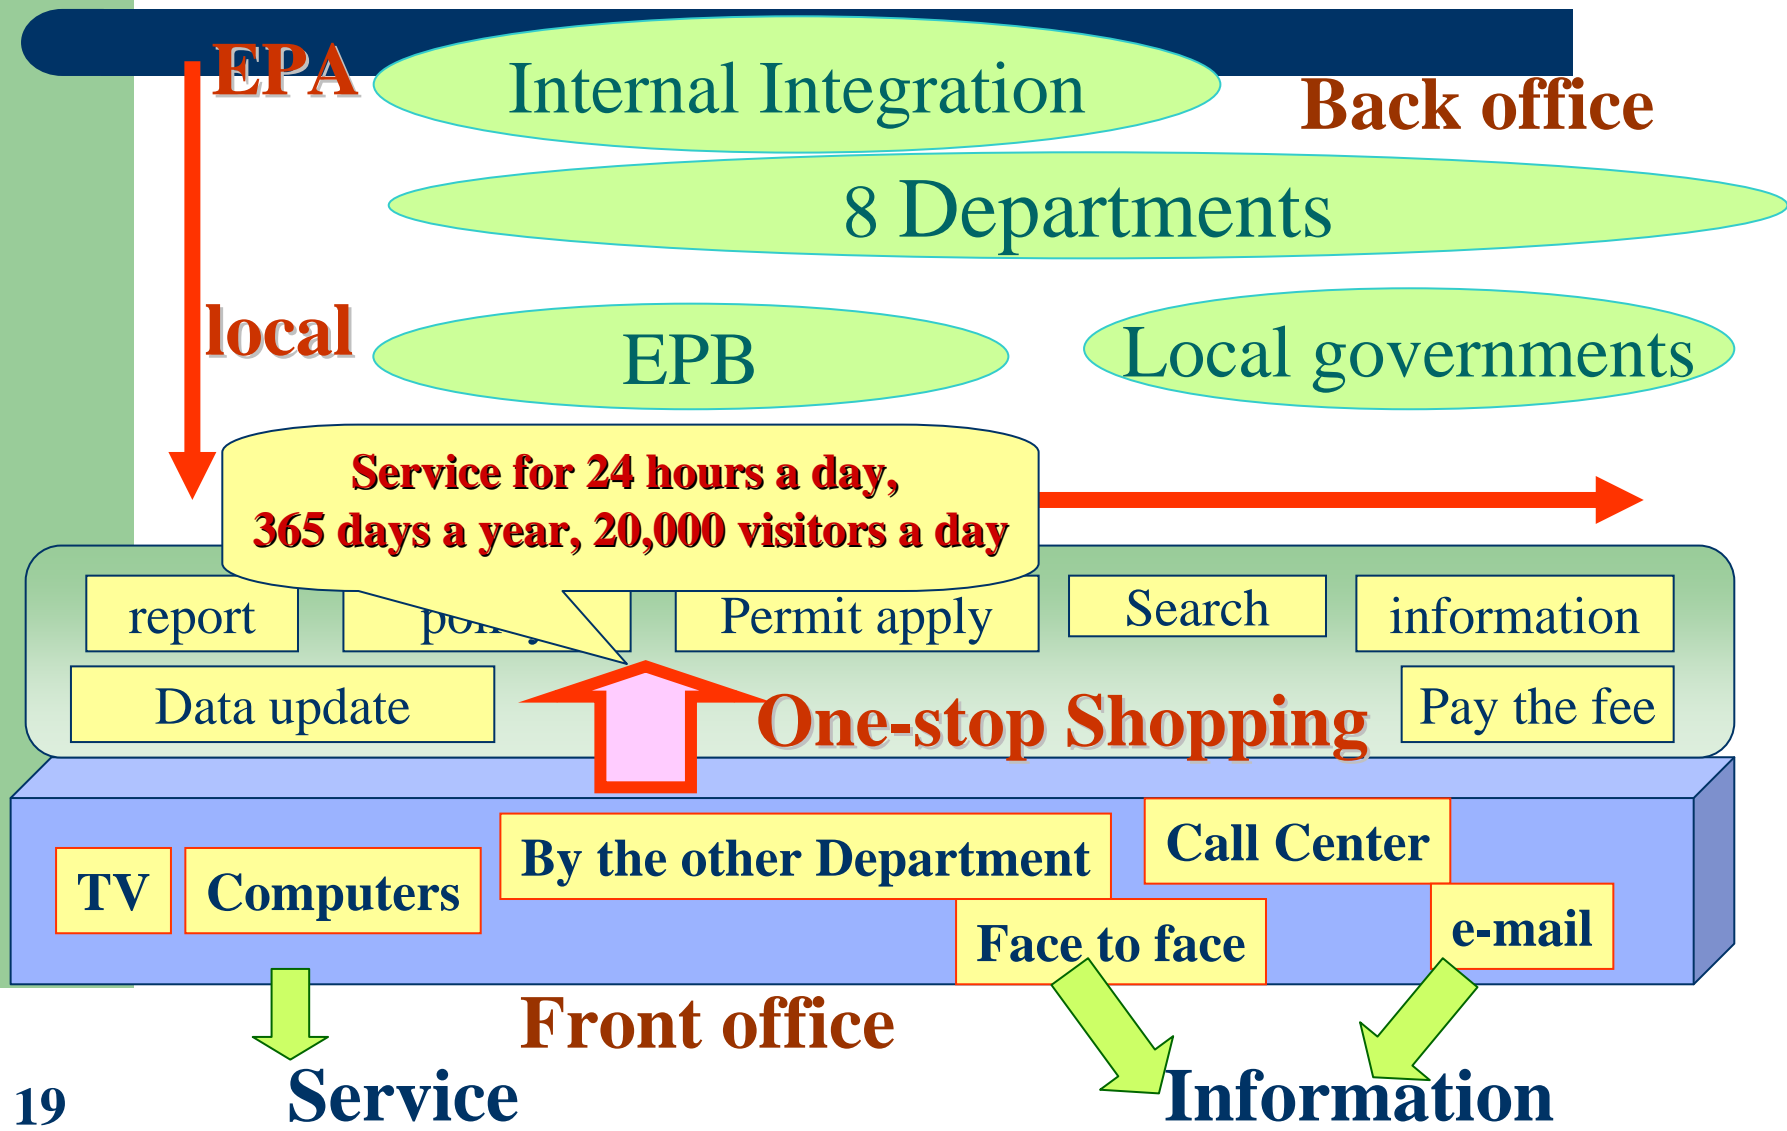 EPA
Internal Integration
Back office
8 Departments
local
EPB
Local governments
Service for 24 hours a day,
365 days a year, 20,000 visitors a day
report
Permit apply
Search
information
Data update
One-stop Shopping
Pay the fee
TV
Computers
By the other Department
Call Center
Face to face
e-mail
Front office
Service
Information
19